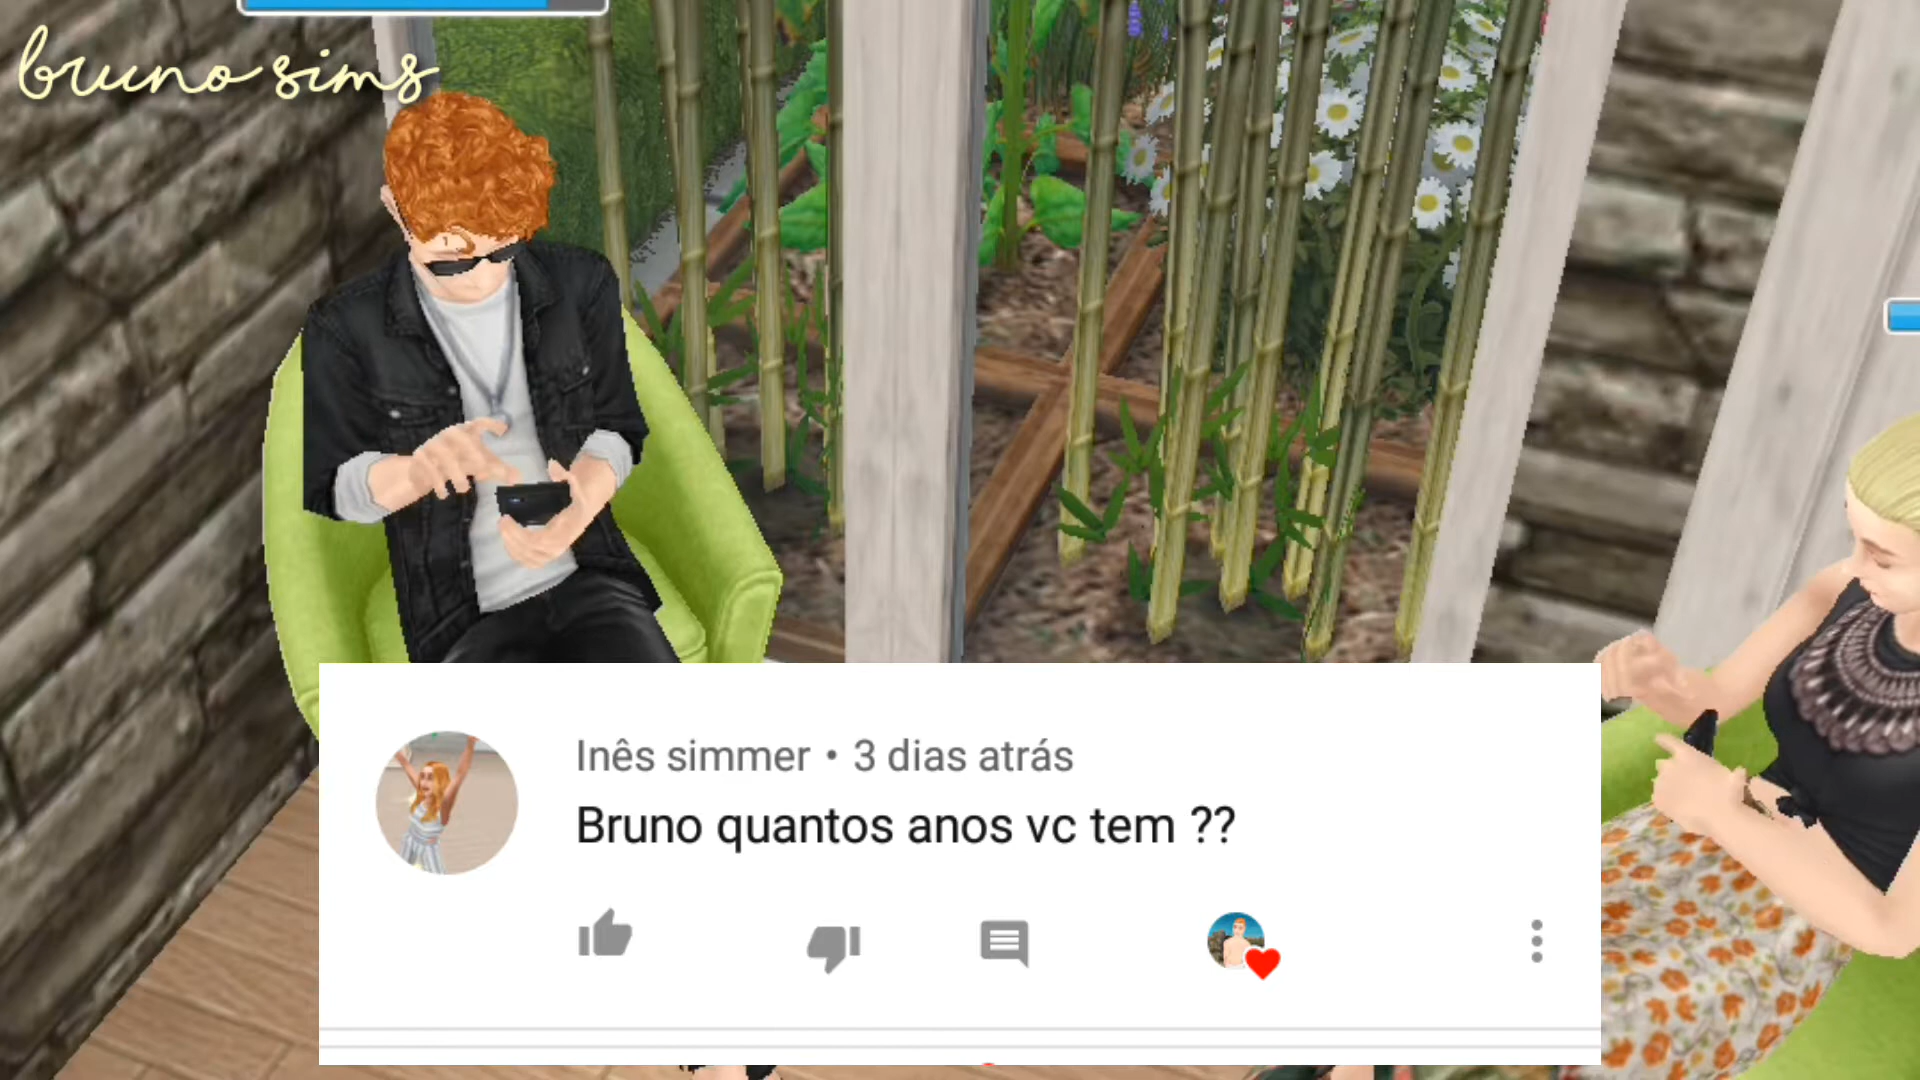 bruno sims
Inês simmer • 3 dias atrás
Bruno quantos anos vc tem ??